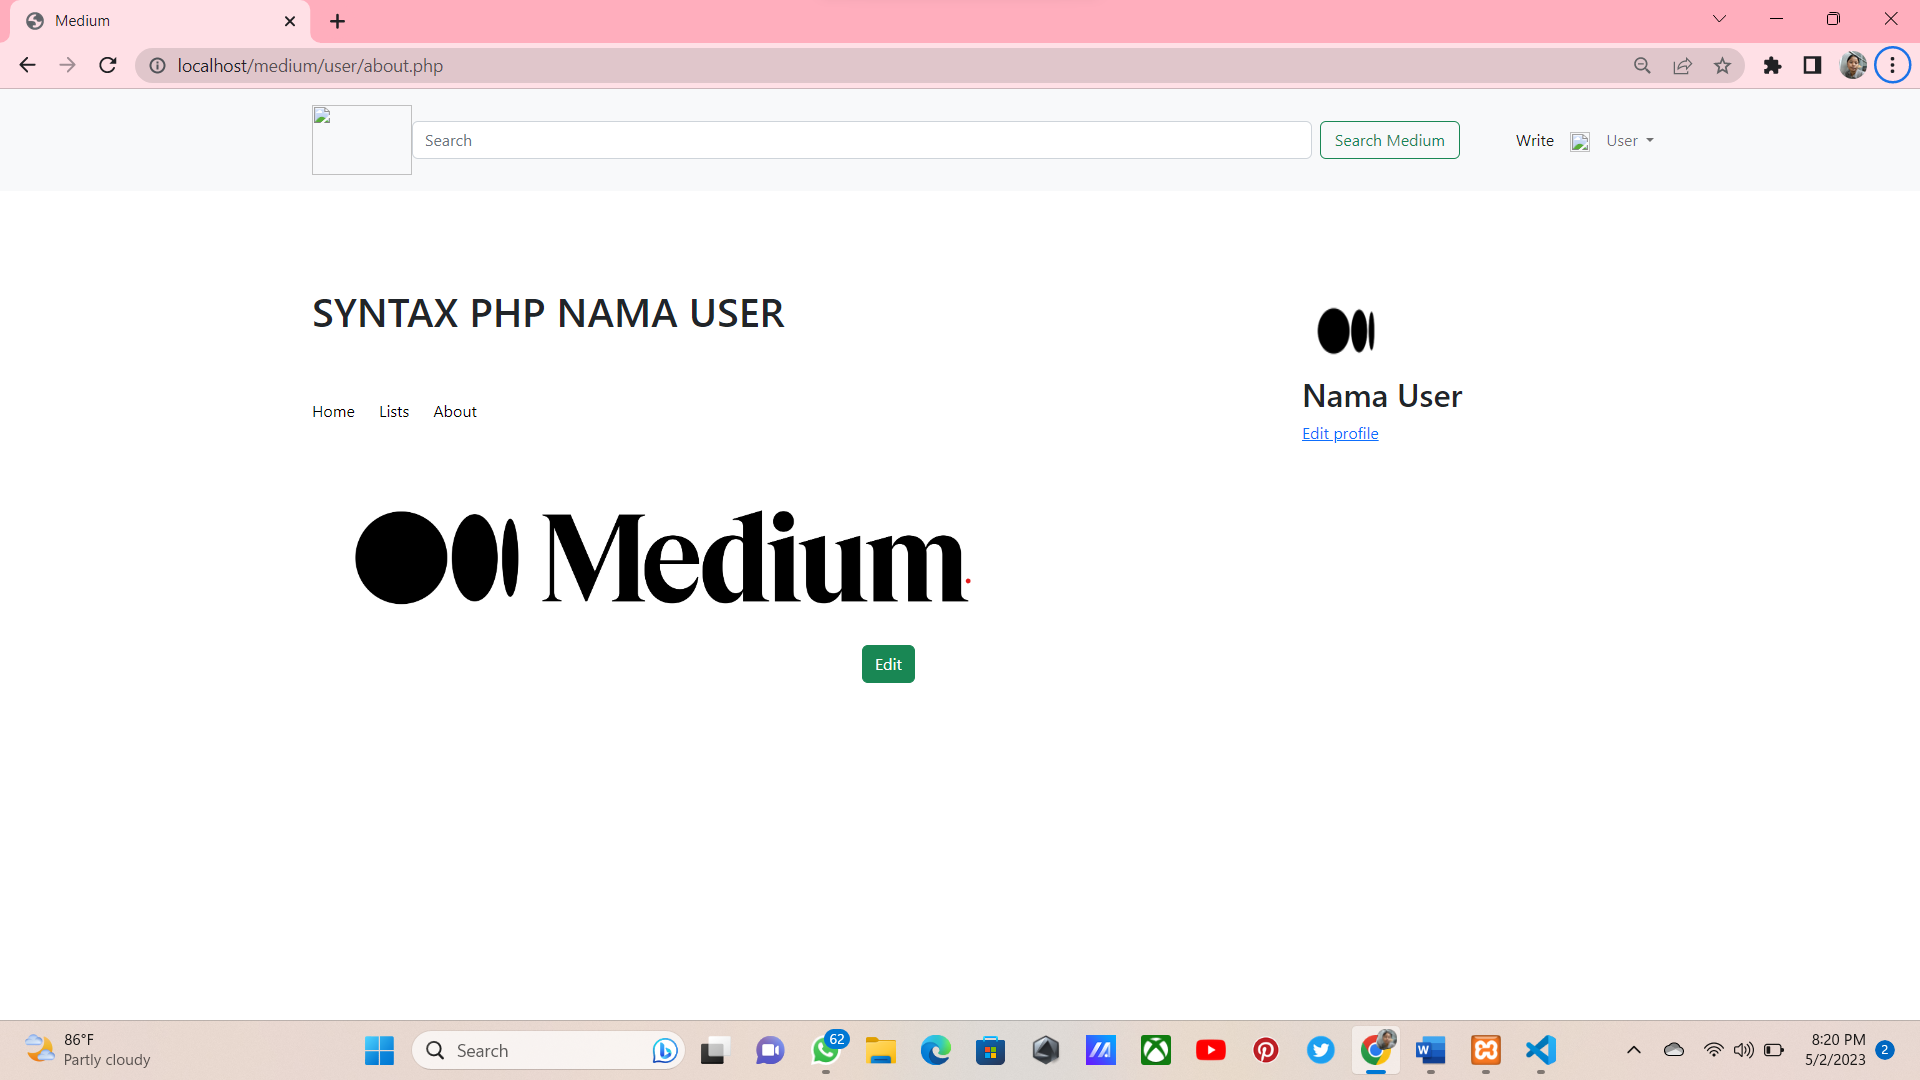 Medium
localhost/medium/user/about.php
Search
Search Medium
Write
User
SYNTAX PHP NAMA USER
Nama User
Edit profile
Home Lists About
Medium.
Edit
86°F
Partly cloudy
Search
62
8:20 PM
5/2/2023
2